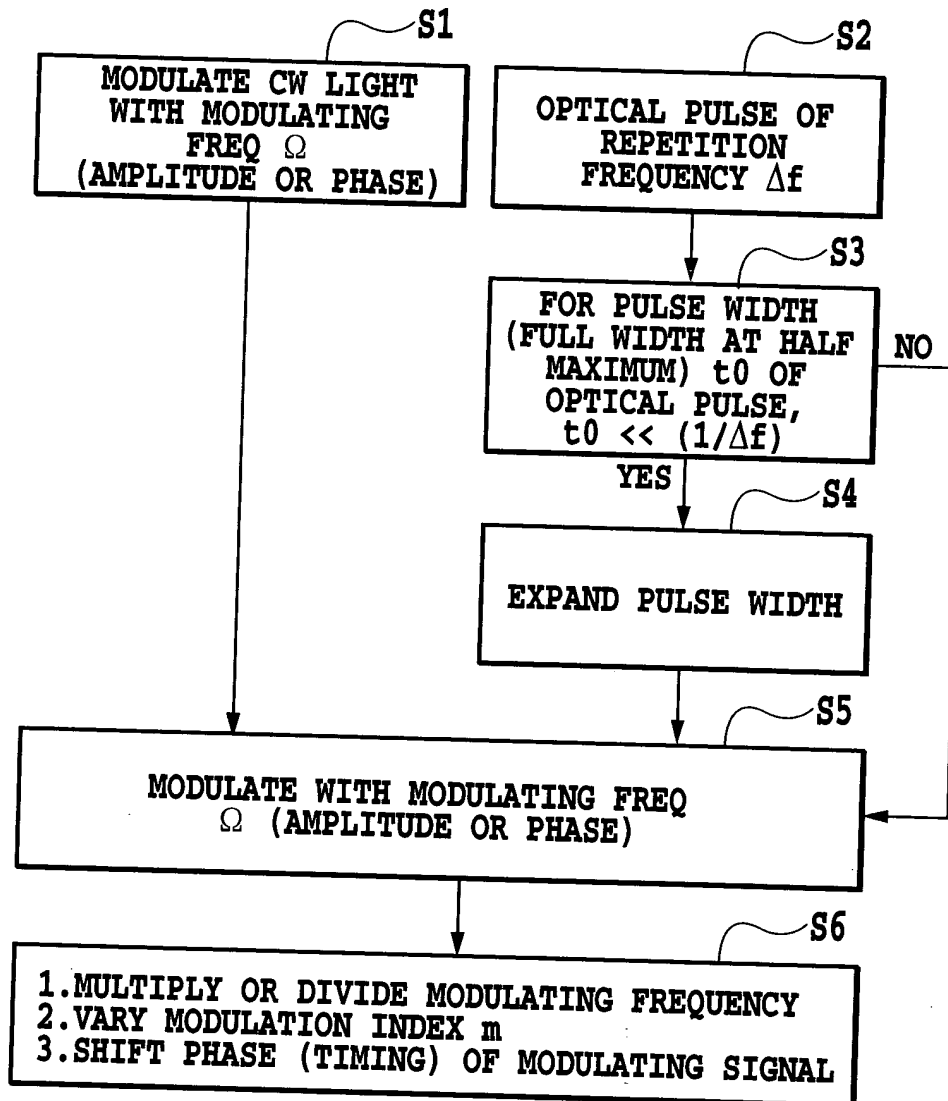 S1
MODULATE CW LIGHT
WITH MODULATING
FREQ Ω
(AMPLITUDE OR PHASE)
S2
OPTICAL PULSE OF
REPETITION
FREQUENCY Δf
S3
FOR PULSE WIDTH
(FULL WIDTH AT HALF
MAXIMUM) t0 OF
OPTICAL PULSE,
t0 << (1/Δf)
NO
YES
S4
EXPAND PULSE WIDTH
S5
MODULATE WITH MODULATING FREQ
Ω (AMPLITUDE OR PHASE)
S6
1.MULTIPLY OR DIVIDE MODULATING FREQUENCY
2.VARY MODULATION INDEX m
3.SHIFT PHASE (TIMING) OF MODULATING SIGNAL